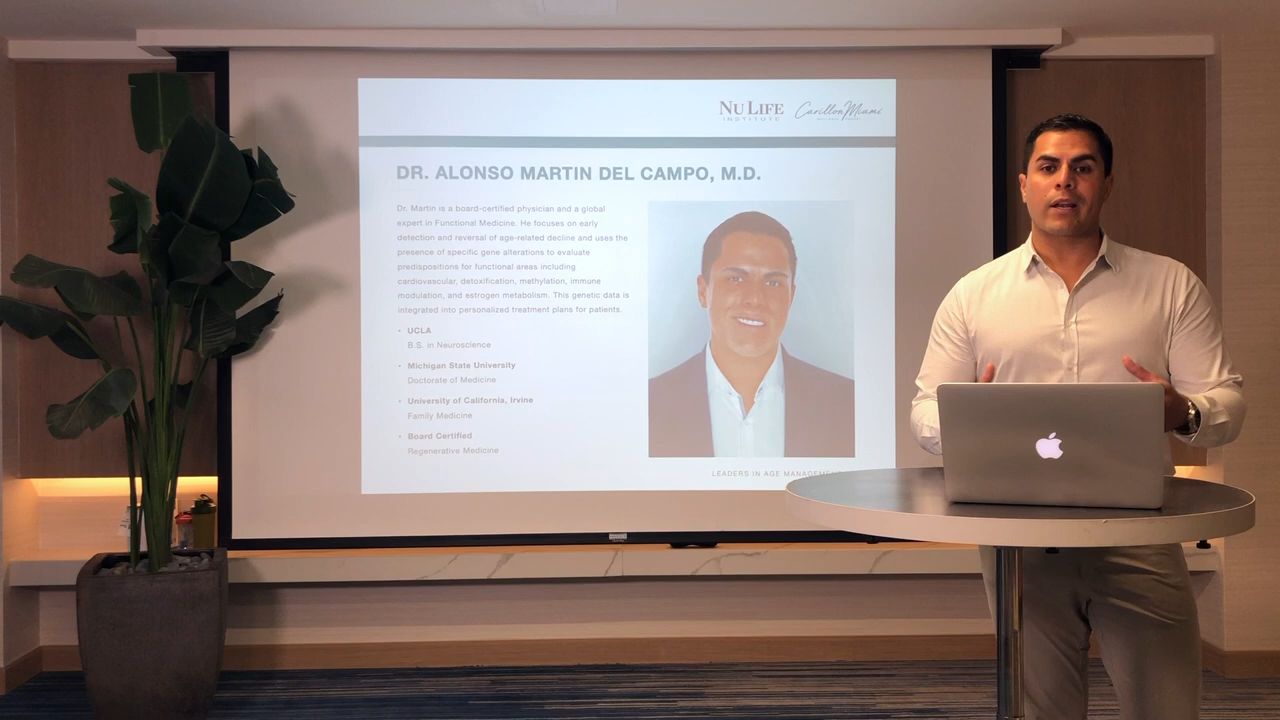 NU LIFE
INSTITUTE
Carillon Miami
DR. ALONSO MARTIN DEL CAMPO, M.D.
Dr. Martin is a board-certified physician and a global
expert in Functional Medicine. He focuses on early
detection and reversal of age-related decline and uses the
presence of specific gene alterations to evaluate
predispositions for functional areas including
cardiovascular, detoxification, methylation, immune
modulation, and estrogen metabolism. This genetic data is
integrated into personalized treatment plans for patients.
• UCLA
B.S. in Neuroscience
• Michigan State University
Doctorate of Medicine
• University of California, Irvine
Family Medicine
• Board Certified
Regenerative Medicine
LEADERS IN AGE MANAGEMENT